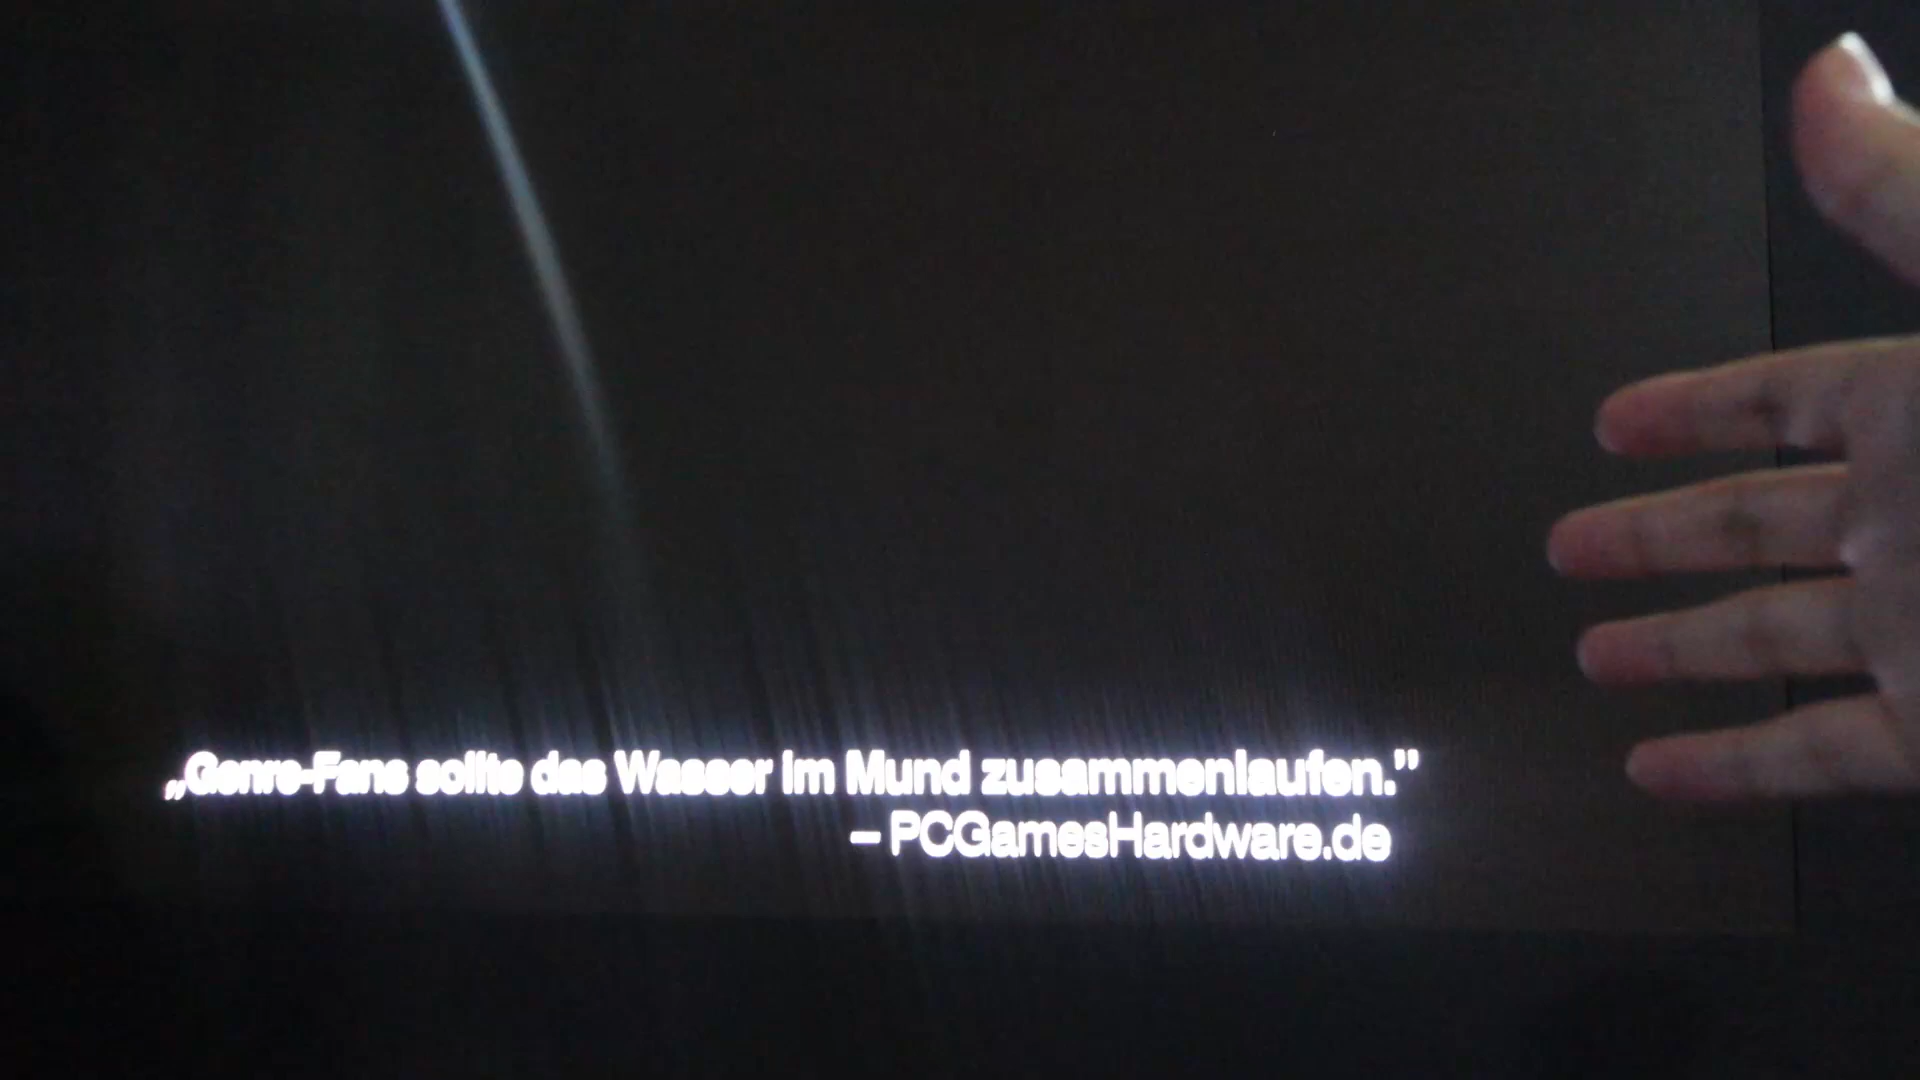 „Genre-Fans sollte das Wasser im Mund zusammenlaufen.”
– PCGamesHardware.de